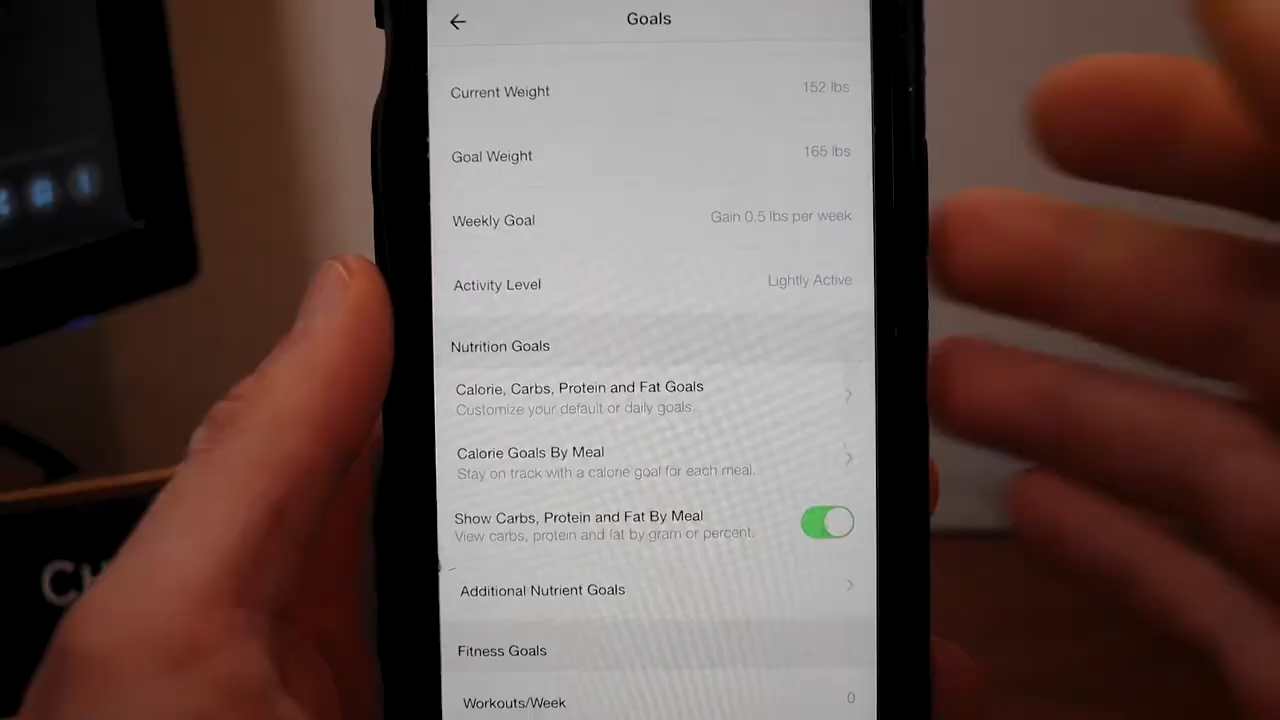 Goals
Current Weight 152 lbs
Goal Weight 165 lbs
Weekly Goal Gain 0.5 lbs per week
Activity Level Lightly Active
Nutrition Goals
Calorie, Carbs, Protein and Fat Goals
Customize your default or daily goals.
Calorie Goals By Meal
Stay on track with a calorie goal for each meal.
Show Carbs, Protein and Fat By Meal
View carbs, protein and fat by gram or percent.
Additional Nutrient Goals
Fitness Goals
Workouts/Week 0